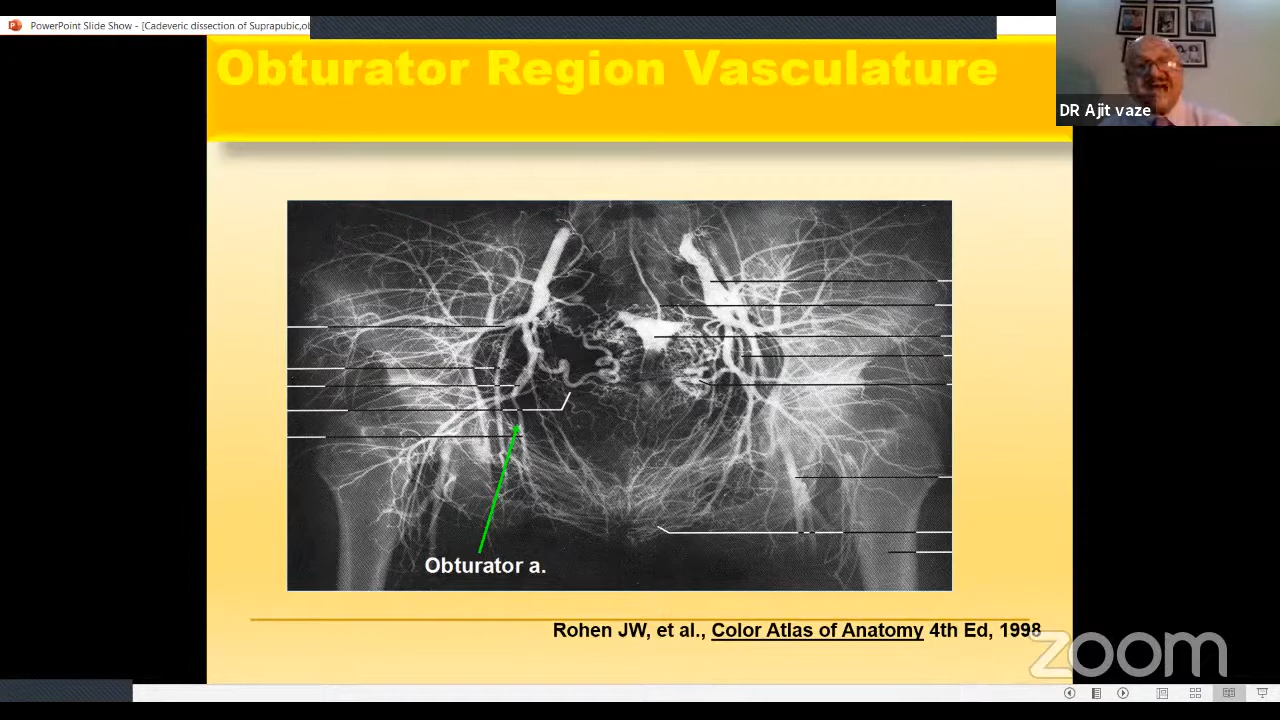 PowerPoint Slide Show - [Cadeveric dissection of Suprapubic,ob
Obturator Region Vasculature
DR Ajit vaze
Obturator a.
Rohen JW, et al., Color Atlas of Anatomy 4th Ed, 1998
zoom